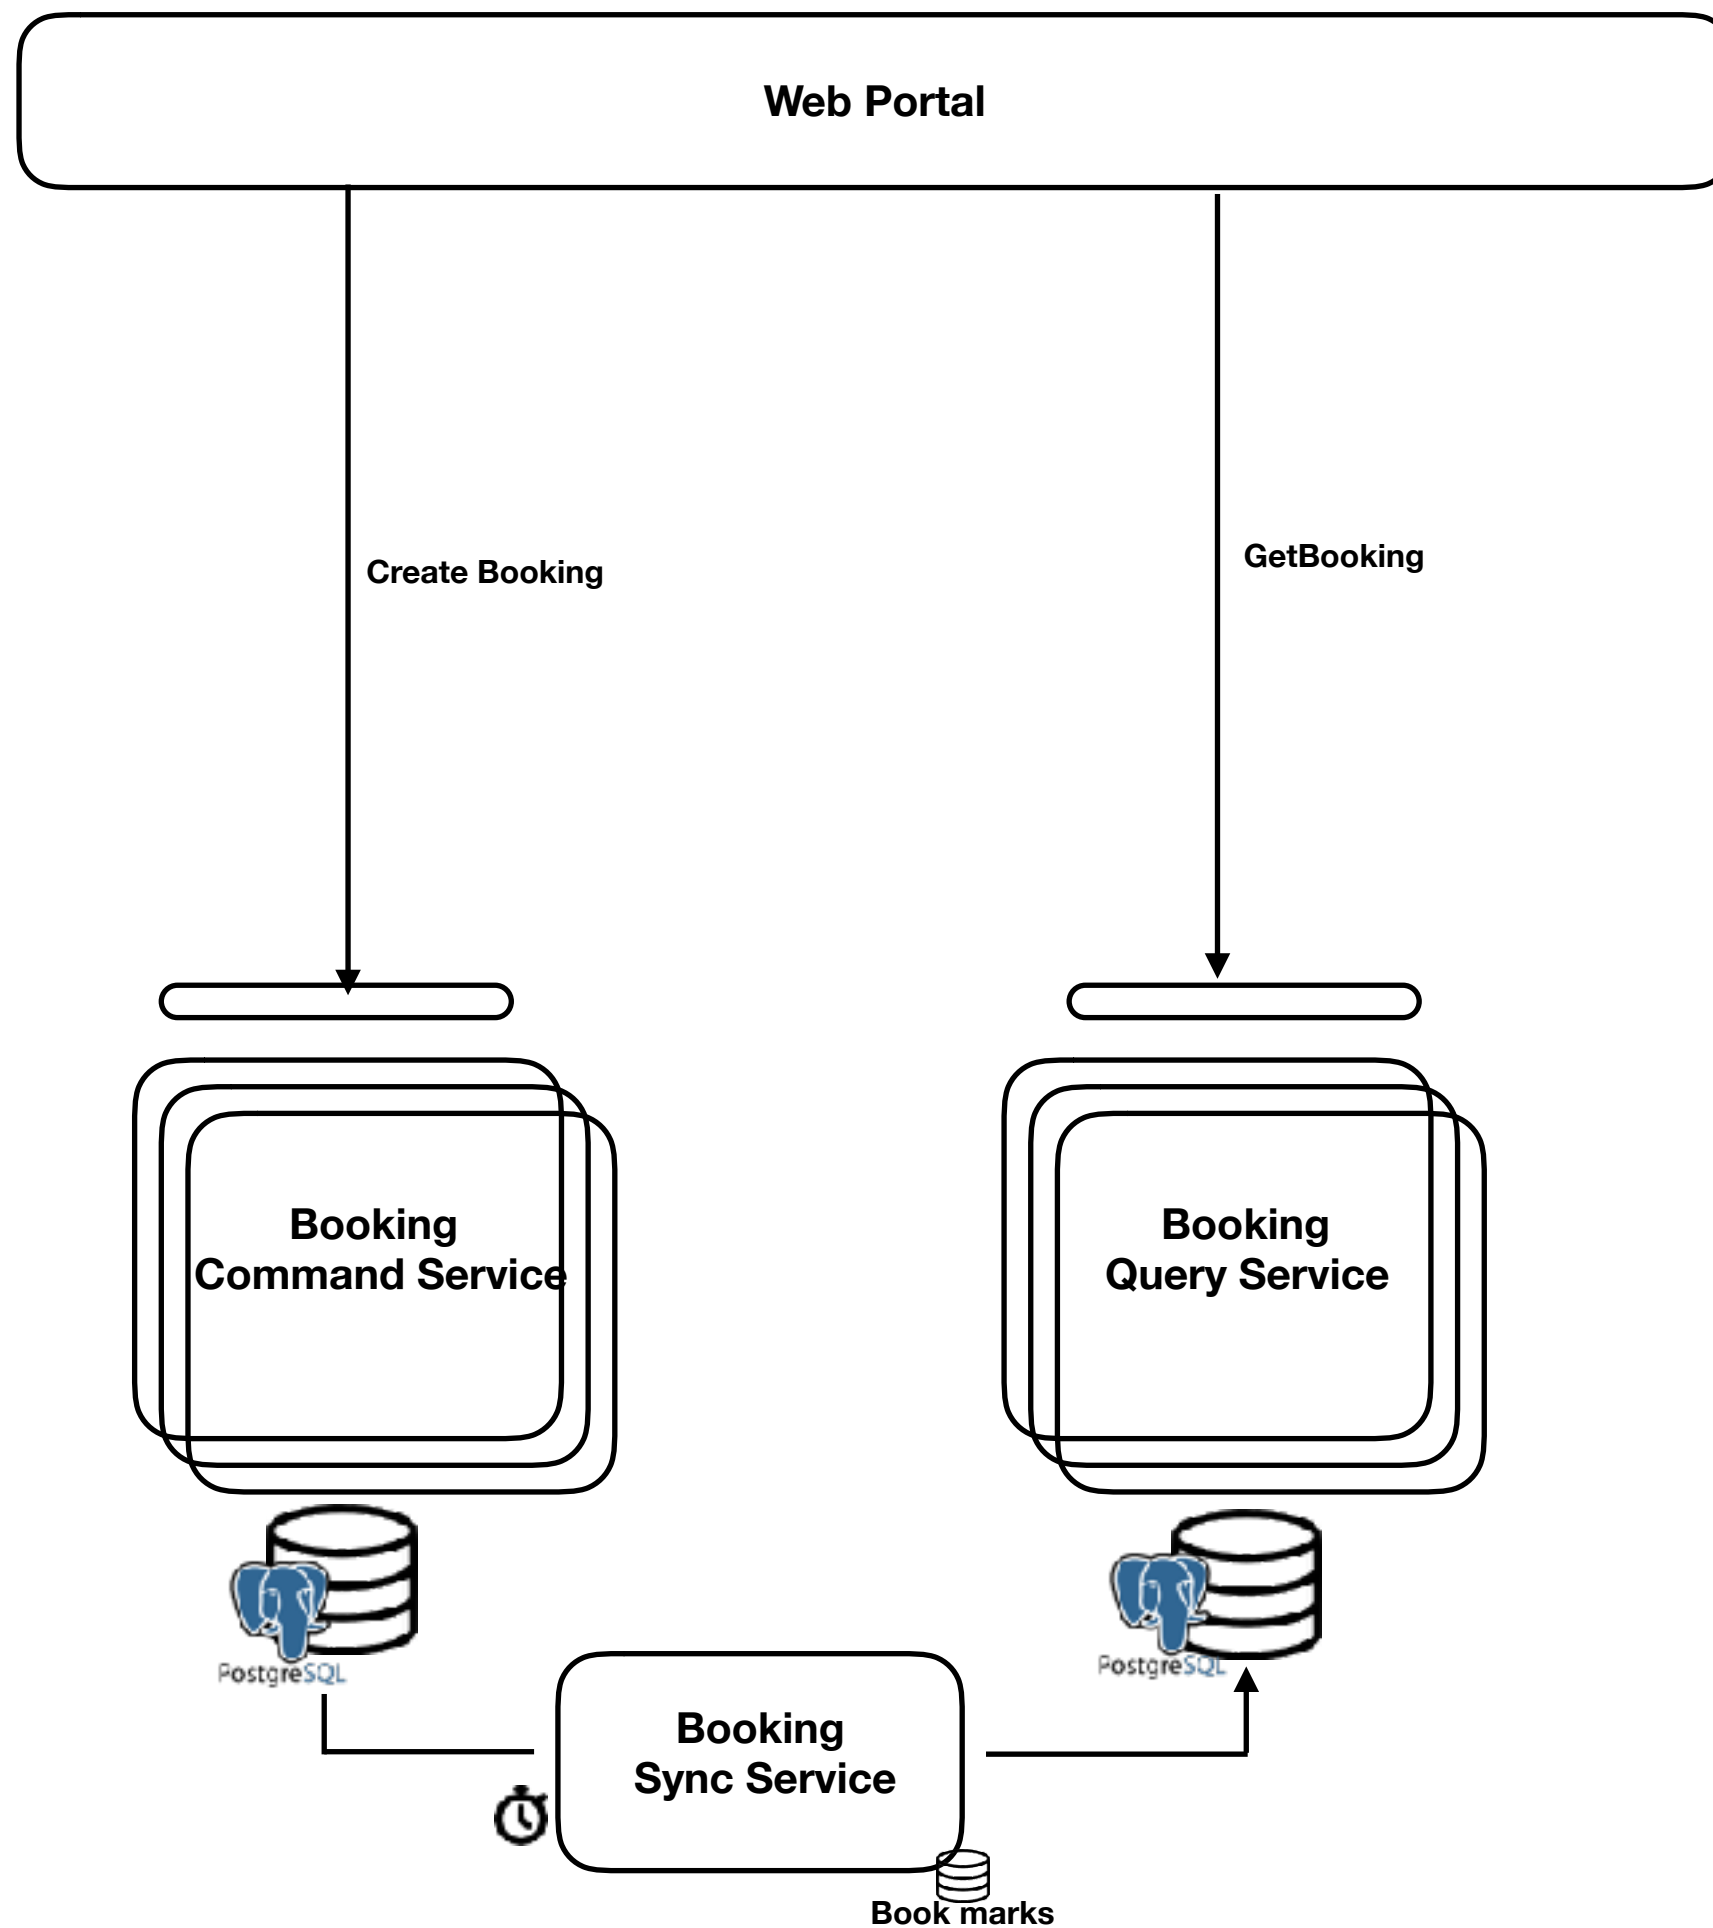 Web Portal
Create Booking
GetBooking
Booking
Command Service
Booking
Query Service
PostgreSQL
PostgreSQL
Booking
Sync Service
Book marks